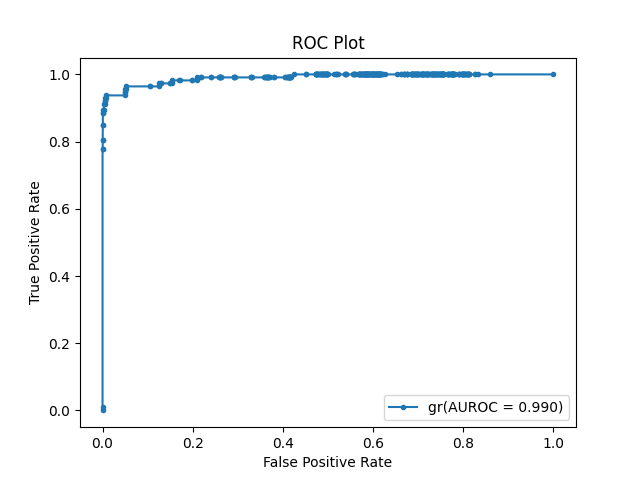 ROC Plot
True Positive Rate
1.0
0.8
0.6
0.4
0.2
0.0
gr(AUROC = 0.990)
0.0 0.2 0.4 0.6 0.8 1.0
False Positive Rate